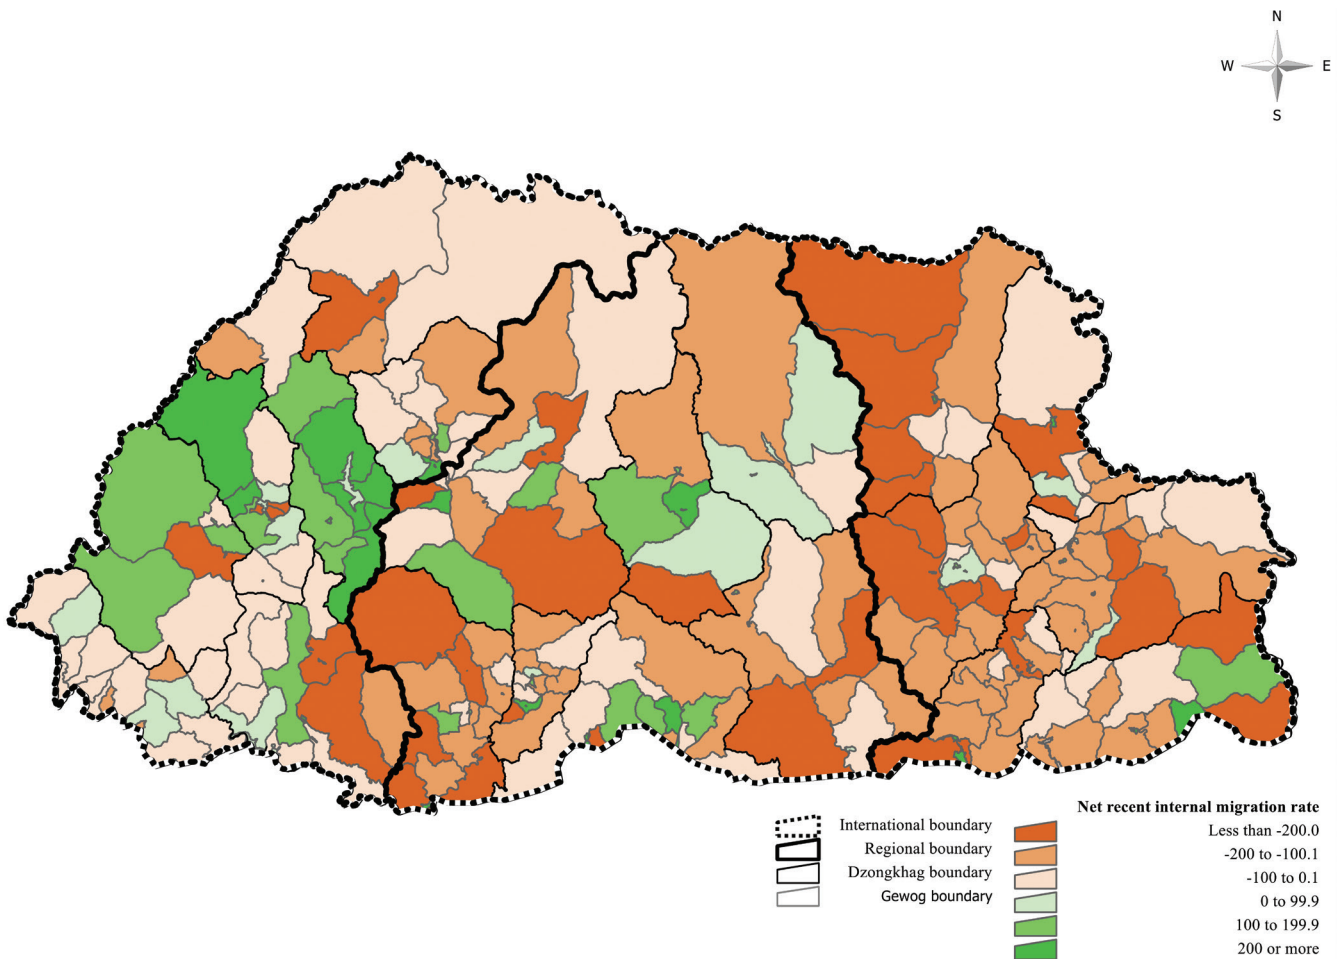 N
W E
S
Net recent internal migration rate
International boundary
Regional boundary
Dzongkhag boundary
Gewog boundary
Less than -200.0
-200 to -100.1
-100 to 0.1
0 to 99.9
100 to 199.9
200 or more